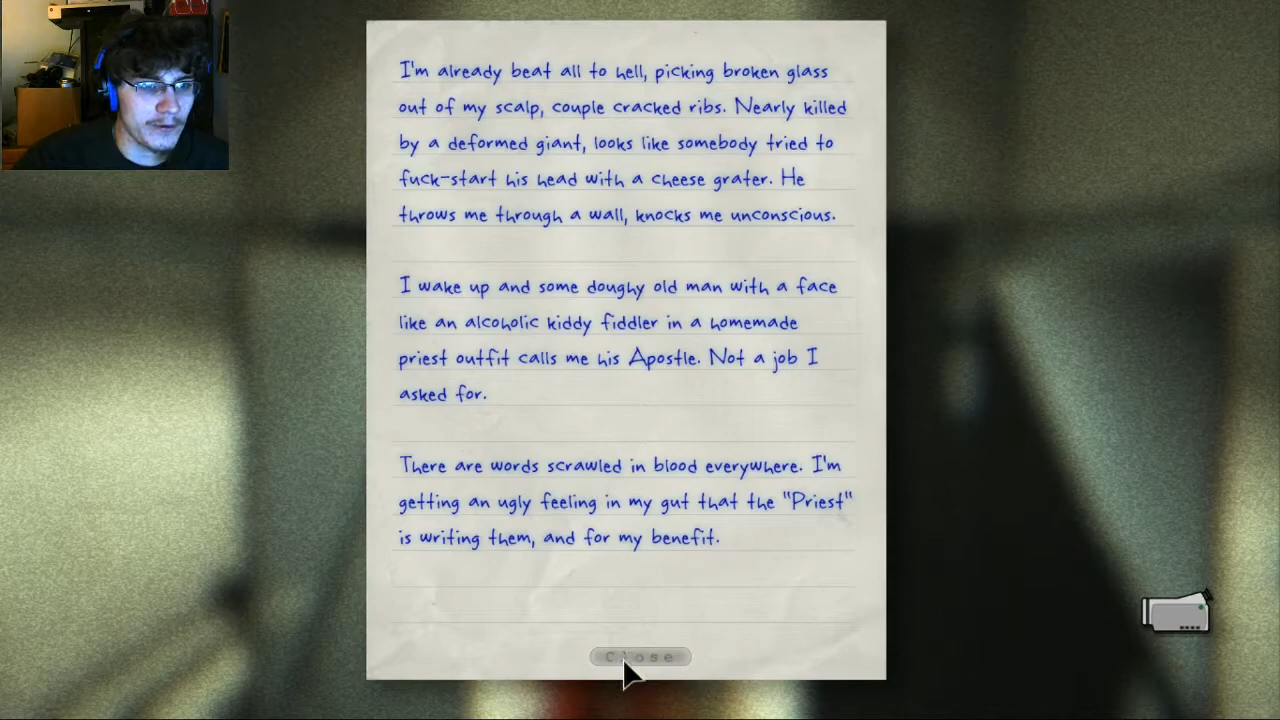 I'm already beat all to hell, picking broken glass
out of my scalp, couple cracked ribs. Nearly killed
by a deformed giant, looks like somebody tried to
fuck-start his head with a cheese grater. He
throws me through a wall, knocks me unconscious.
I wake up and some doughy old man with a face
like an alcoholic kiddy fiddler in a homemade
priest outfit calls me his Apostle. Not a job I
asked for.
There are words scrawled in blood everywhere. I'm
getting an ugly feeling in my gut that the "Priest"
is writing them, and for my benefit.
Close